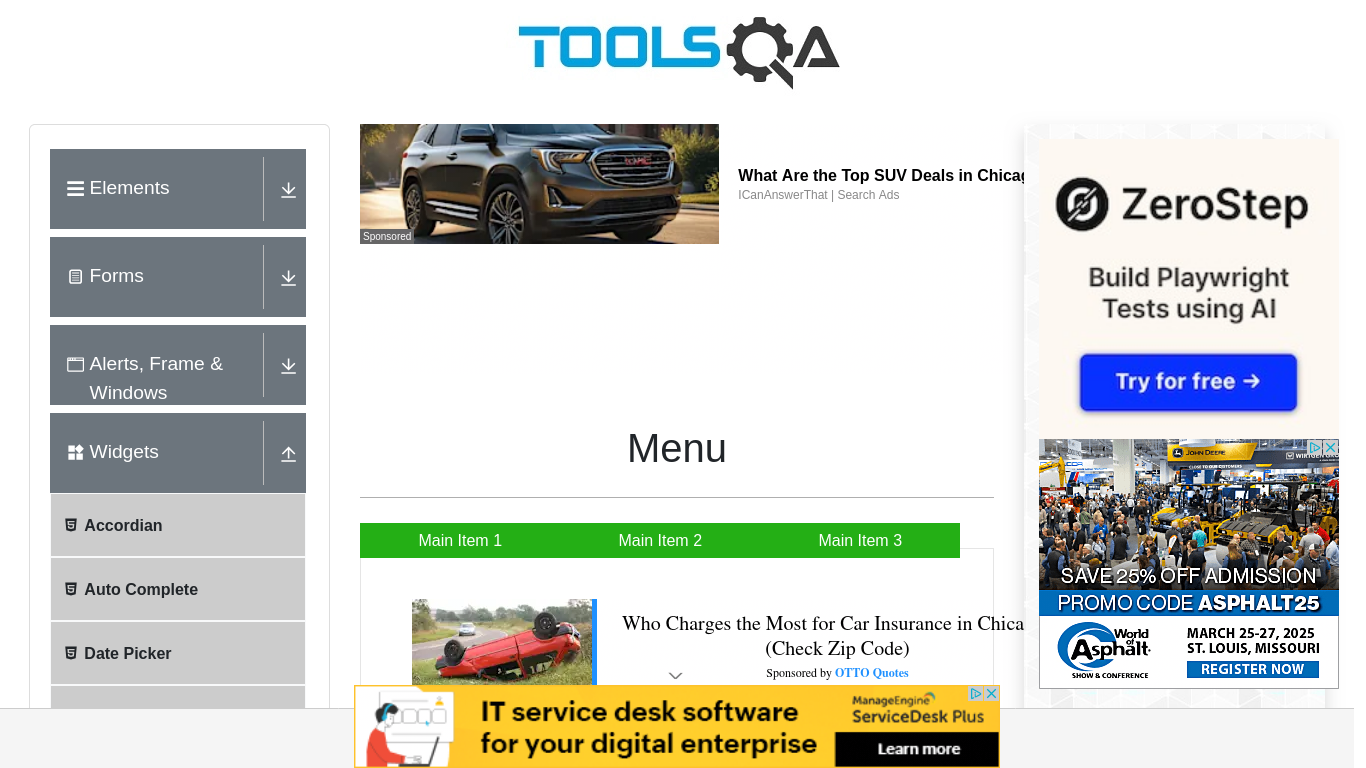 TOOLSQA
Elements
Forms
Alerts, Frame &
Windows
Widgets
Accordian
Auto Complete
Date Picker
Sponsored
What Are the Top SUV Deals in Chicag
ICanAnswerThat | Search Ads
Menu
Main Item 1
Main Item 2
Main Item 3
Who Charges the Most for Car Insurance in Chica
(Check Zip Code)
Sponsored by OTTO Quotes
ZeroStep
Build Playwright
Tests using AI
Try for free →
JOHN DEERE
SAVE 25% OFF ADMISSION
PROMO CODE ASPHALT25
World of
Asphalt
SHOW & CONFERENCE
MARCH 25-27, 2025
ST. LOUIS, MISSOURI
REGISTER NOW
IT service desk software
for your digital enterprise
ManageEngine
ServiceDesk Plus
Learn more